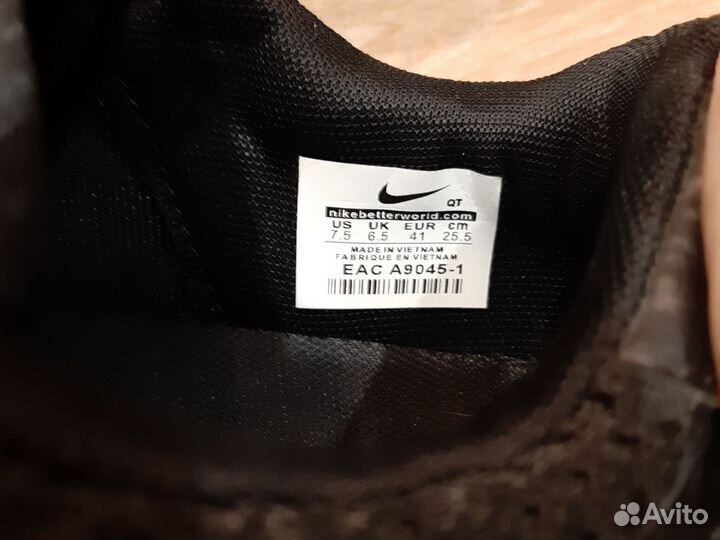 QT
nikebetterworld.com
US UK EUR cm
7.5 6.5 41 25.5
MADE IN VIETNAM
FABRIQUE EN VIETNAM
EAC A9045-1
Avito